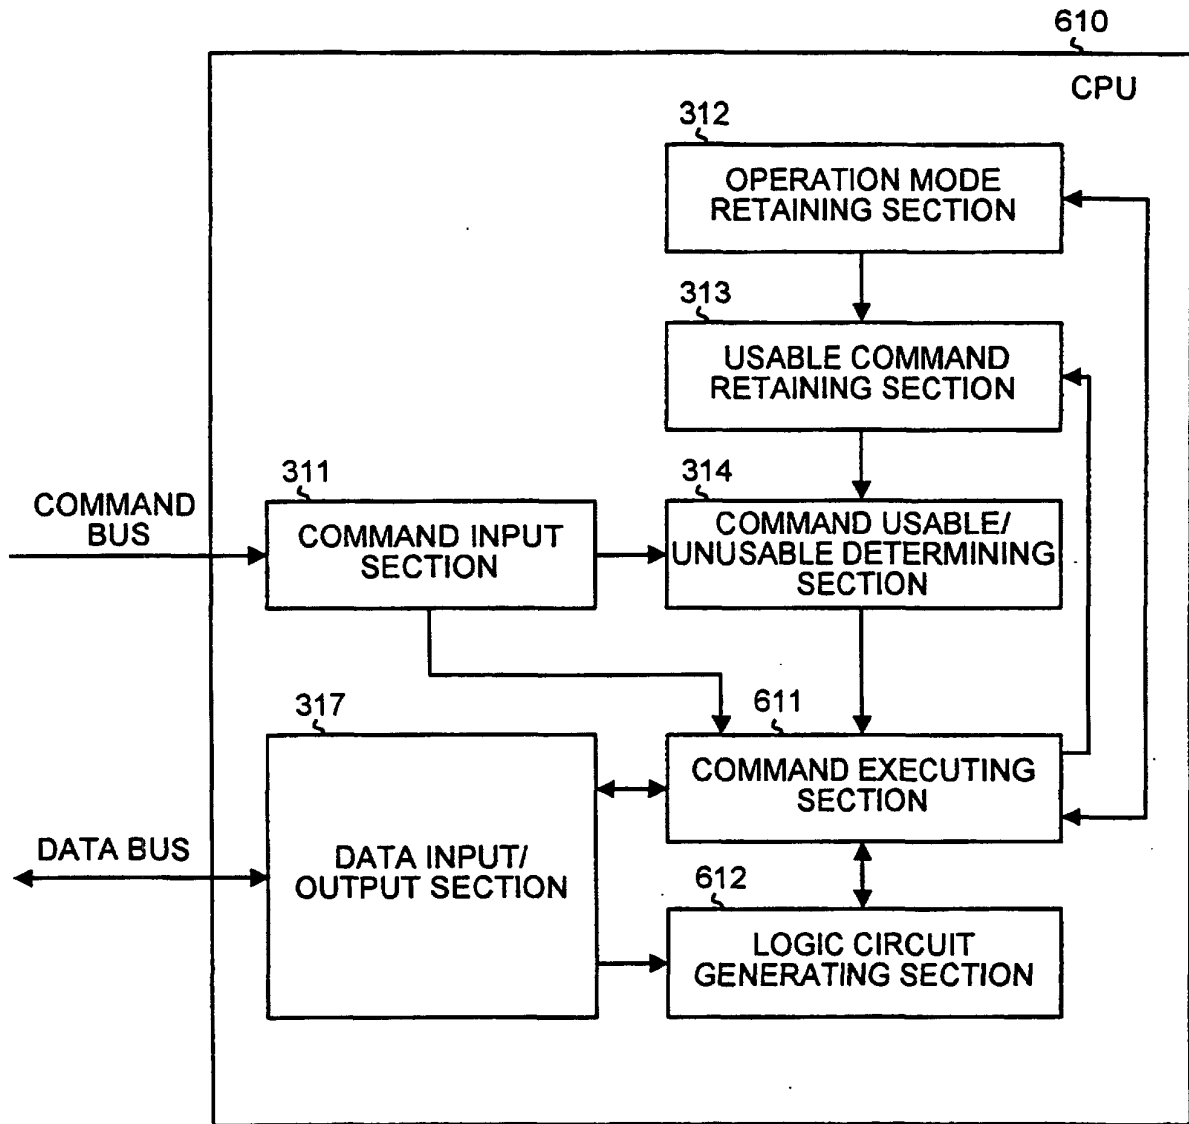 610
CPU
312
OPERATION MODE
RETAINING SECTION
313
USABLE COMMAND
RETAINING SECTION
COMMAND
BUS
311
COMMAND INPUT
SECTION
314
COMMAND USABLE/
UNUSABLE DETERMINING
SECTION
317
DATA INPUT/
OUTPUT SECTION
611
COMMAND EXECUTING
SECTION
DATA BUS
612
LOGIC CIRCUIT
GENERATING SECTION